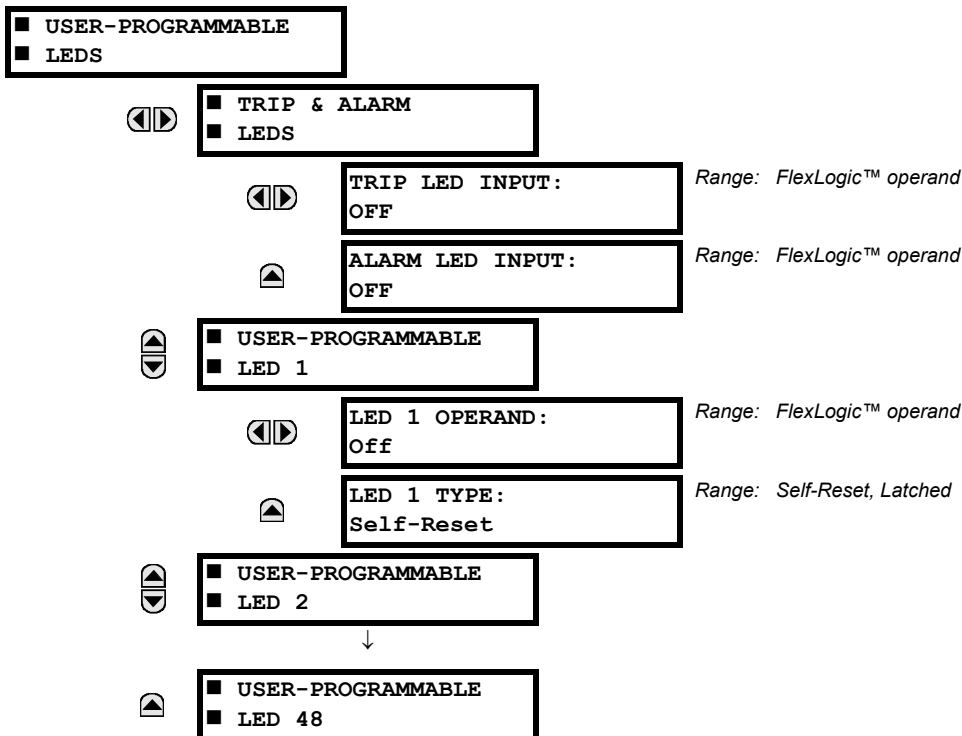 ■ USER-PROGRAMMABLE
■ LEDS
■ TRIP & ALARM
■ LEDS
TRIP LED INPUT:
OFF
Range: FlexLogic™ operand
ALARM LED INPUT:
OFF
Range: FlexLogic™ operand
■ USER-PROGRAMMABLE
■ LED 1
LED 1 OPERAND:
Off
Range: FlexLogic™ operand
LED 1 TYPE:
Self-Reset
Range: Self-Reset, Latched
■ USER-PROGRAMMABLE
■ LED 2
↓
■ USER-PROGRAMMABLE
■ LED 48